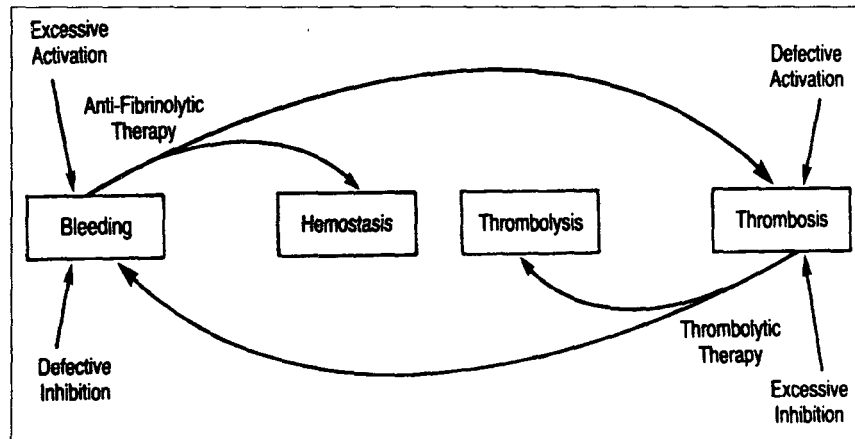 Excessive
Activation
Defective
Activation
Anti-Fibrinolytic
Therapy
Bleeding
Hemostasis
Thrombolysis
Thrombosis
Defective
Inhibition
Thrombolytic
Therapy
Excessive
Inhibition